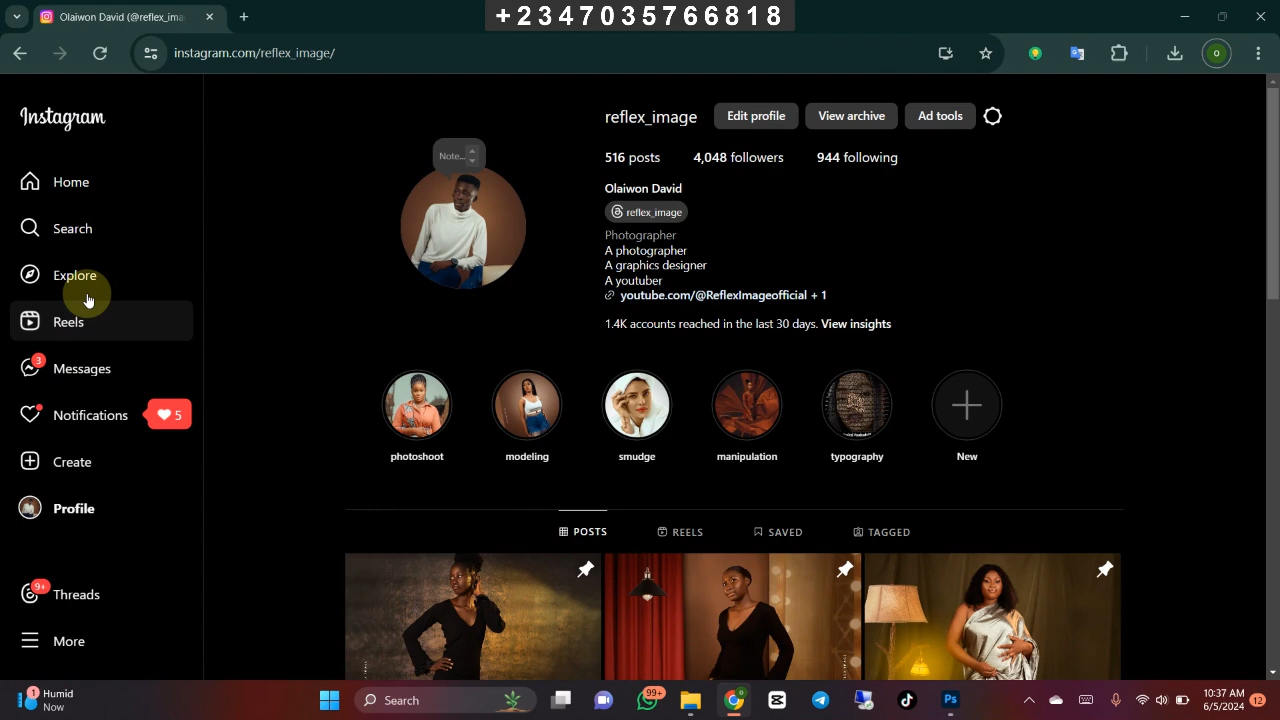 +2347035766818
Olaiwon David (@reflex_ima
instagram.com/reflex_image/
Instagram
Home
Search
Explore
Reels
3
Messages
Notifications
5
Create
Profile
9+
Threads
More
reflex_image
Edit profile
View archive
Ad tools
516 posts
4,048 followers
944 following
Note...
Olaiwon David
reflex_image
Photographer
A photographer
A graphics designer
A youtuber
youtube.com/@ReflexImageofficial + 1
1.4K accounts reached in the last 30 days. View insights
photoshoot
modeling
smudge
manipulation
typography
New
POSTS
REELS
SAVED
TAGGED
1
Humid
Now
Search
99+
Ps
10:37 AM
6/5/2024
12